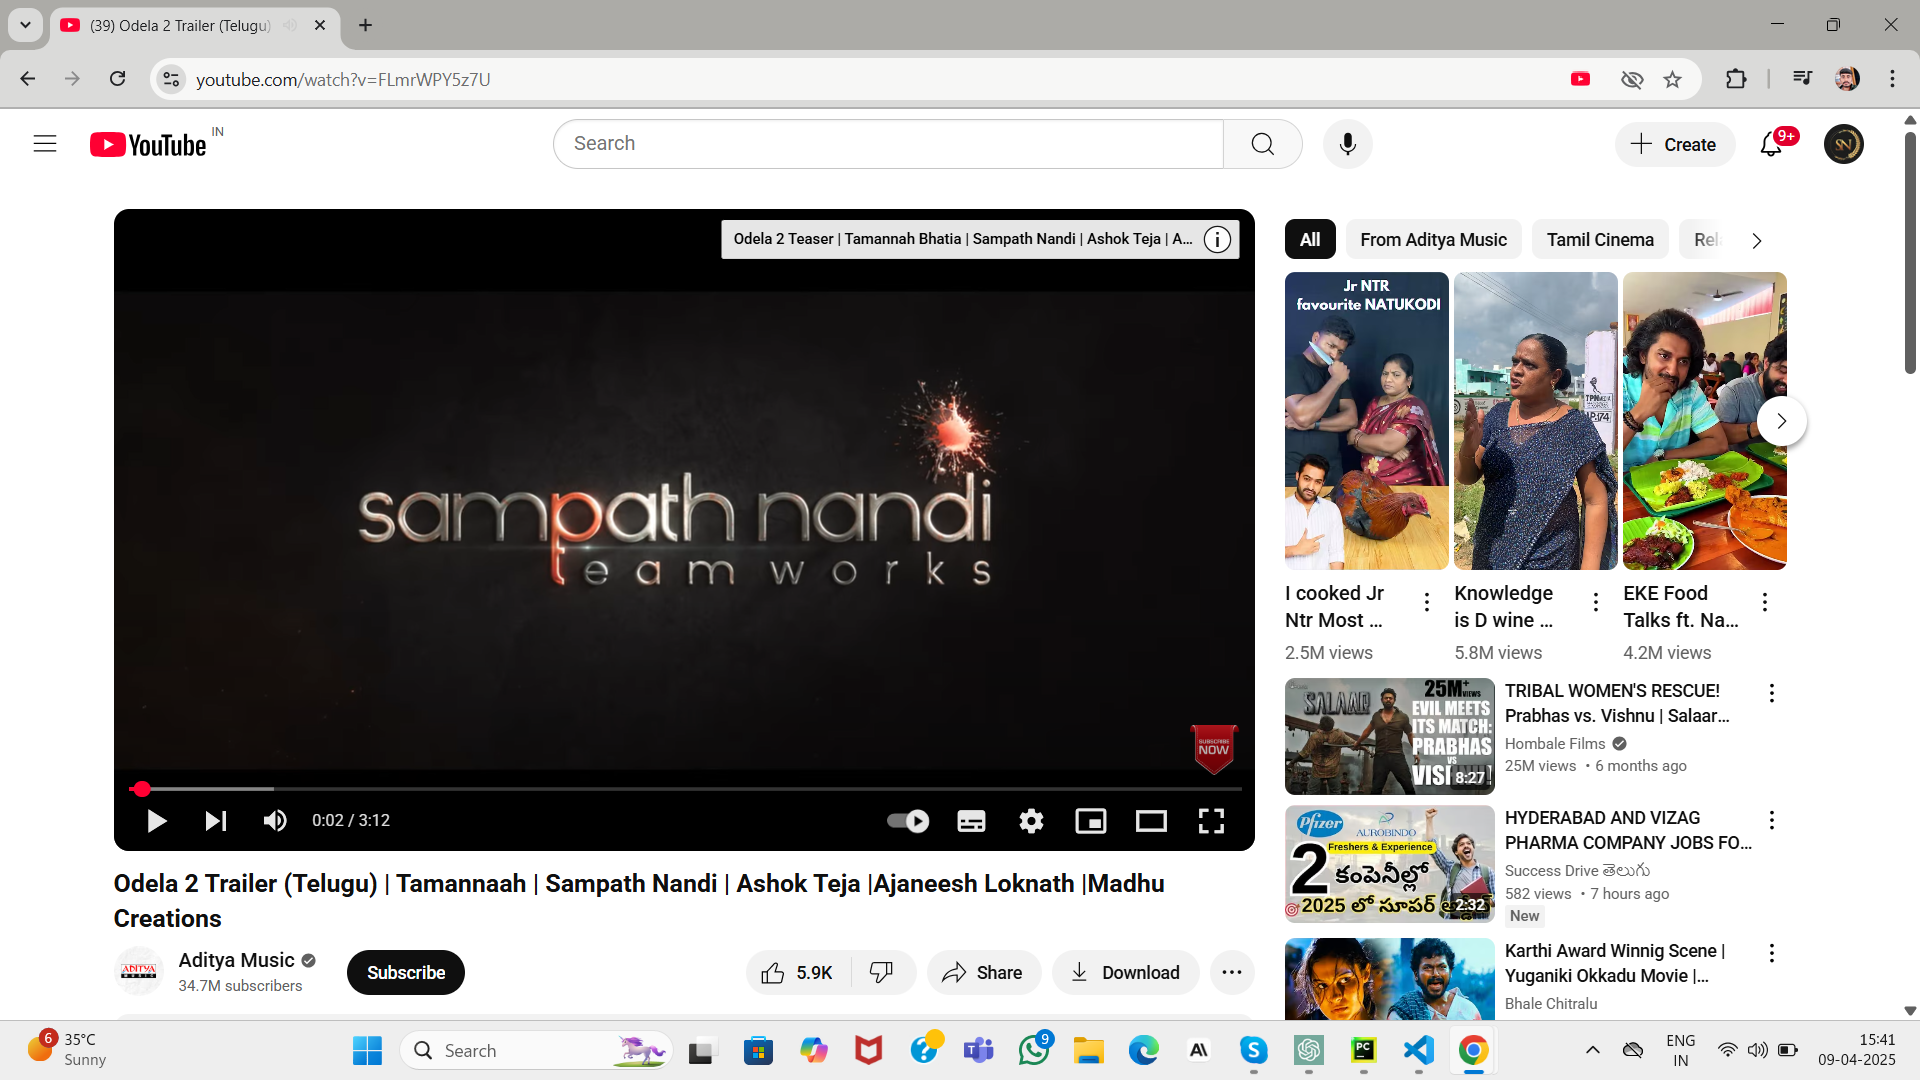 (39) Odela 2 Trailer (Telugu)
youtube.com/watch?v=FLmrWPY5z7U
YouTube IN
Search
Create
9+
SN
Odela 2 Teaser | Tamannah Bhatia | Sampath Nandi | Ashok Teja | A...
sampath nandi
teamworks
SUBSCRIBE
NOW
0:02 / 3:12
Odela 2 Trailer (Telugu) | Tamannaah | Sampath Nandi | Ashok Teja |Ajaneesh Loknath |Madhu
Creations
ADITYA
MUSIC
Aditya Music
34.7M subscribers
Subscribe
5.9K
Share
Download
All
From Aditya Music
Tamil Cinema
Rel
Jr NTR
favourite NATUKODI
I cooked Jr
Ntr Most ...
2.5M views
Knowledge
is D wine ...
5.8M views
EKE Food
Talks ft. Na...
4.2M views
SALAAR
25M+
VIEWS
EVIL MEETS
ITS MATCH:
PRABHAS
VS
8:27
TRIBAL WOMEN'S RESCUE!
Prabhas vs. Vishnu | Salaar...
Hombale Films
25M views • 6 months ago
Pfizer
AUROBINDO
Freshers & Experience
2 కంపెనీల్లో
2025 లో సూపర్
2:32
HYDERABAD AND VIZAG
PHARMA COMPANY JOBS FO...
Success Drive తెలుగు
582 views • 7 hours ago
New
Karthi Award Winnig Scene |
Yuganiki Okkadu Movie |...
Bhale Chitralu
6
35°C
Sunny
Search
9
PC
ENG
IN
15:41
09-04-2025